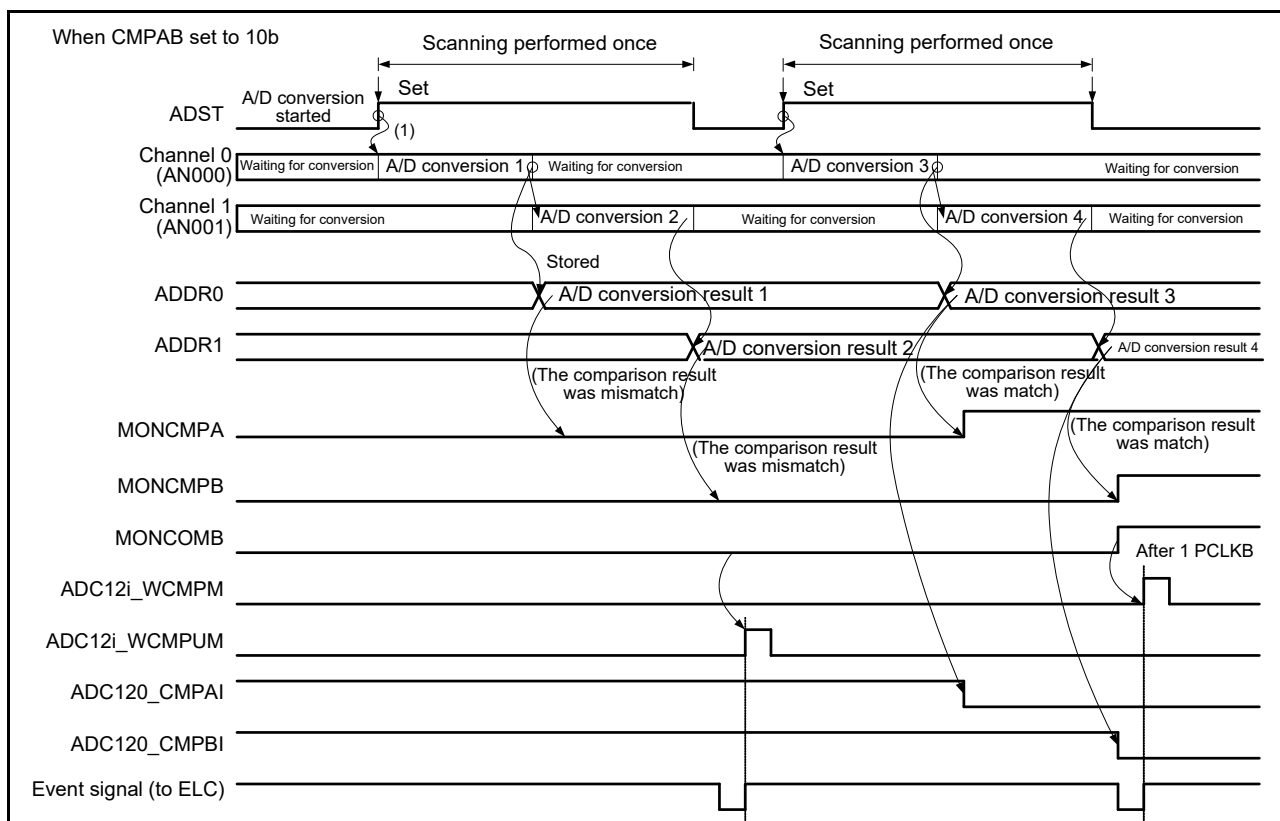 When CMPAB set to 10b
Scanning performed once
Scanning performed once
ADST
A/D conversion
started
Set
Set
(1)
Channel 0
(AN000)
Waiting for conversion
A/D conversion 1
Waiting for conversion
A/D conversion 3
Waiting for conversion
Channel 1
(AN001)
Waiting for conversion
A/D conversion 2
Waiting for conversion
A/D conversion 4
Waiting for conversion
Stored
ADDR0
A/D conversion result 1
A/D conversion result 3
ADDR1
A/D conversion result 2
A/D conversion result 4
(The comparison result
was mismatch)
(The comparison result
was match)
MONCMPA
(The comparison result
was mismatch)
(The comparison result
was match)
MONCMPB
MONCOMB
After 1 PCLKB
ADC12i_WCMPM
ADC12i_WCMPUM
ADC120_CMPAI
ADC120_CMPBI
Event signal (to ELC)